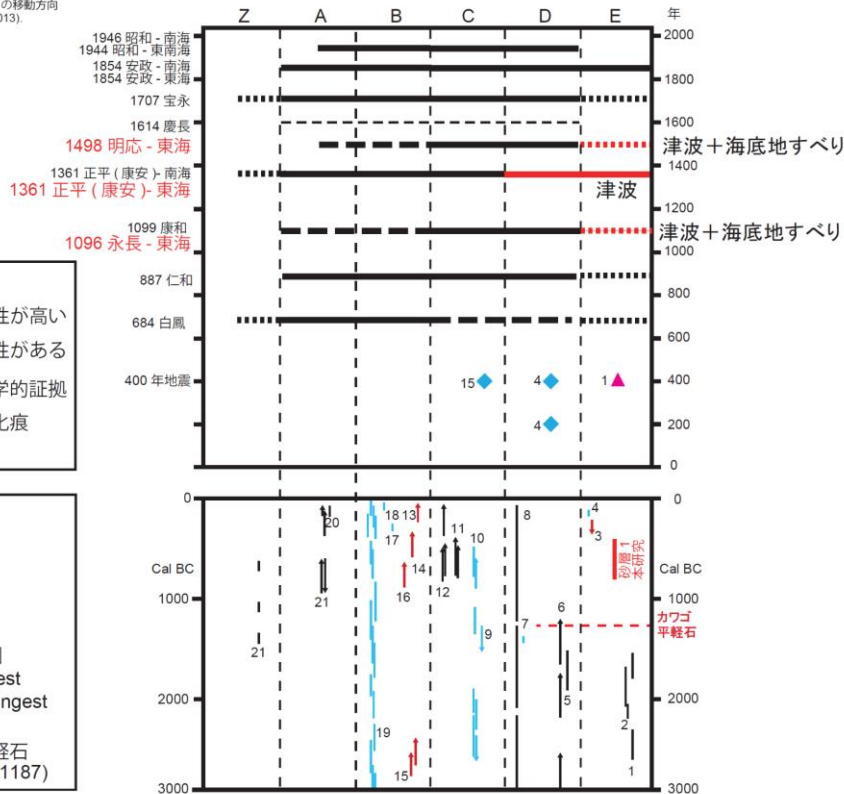 の移動方向
013).
Z A B C D E 年
1946 昭和 - 南海
1944 昭和 - 東南海
2000
1854 安政 - 南海
1854 安政 - 東海
1800
1707 宝永
1614 慶長
1600
1498 明応 - 東海
津波+海底地すべり
1400
1361 正平 ( 康安 )- 南海
1361 正平 ( 康安 )- 東海
津波
1200
1099 康和
1096 永長 - 東海
津波+海底地すべり
1000
887 仁和
800
684 白鳳
600
400 年地震
15 4 1 400
4 200
0
性が高い
性がある
学的証拠
化痕
0 0
20 18 13 11 8 4
17 10 3
砂層 1
本研究
Cal BC 14 Cal BC
21 16 12
1000 1000
カワゴ
平軽石
6
7
9
21
2000 2000
5
2
19
15 1
3000 3000
est
ngest
軽石
1187)